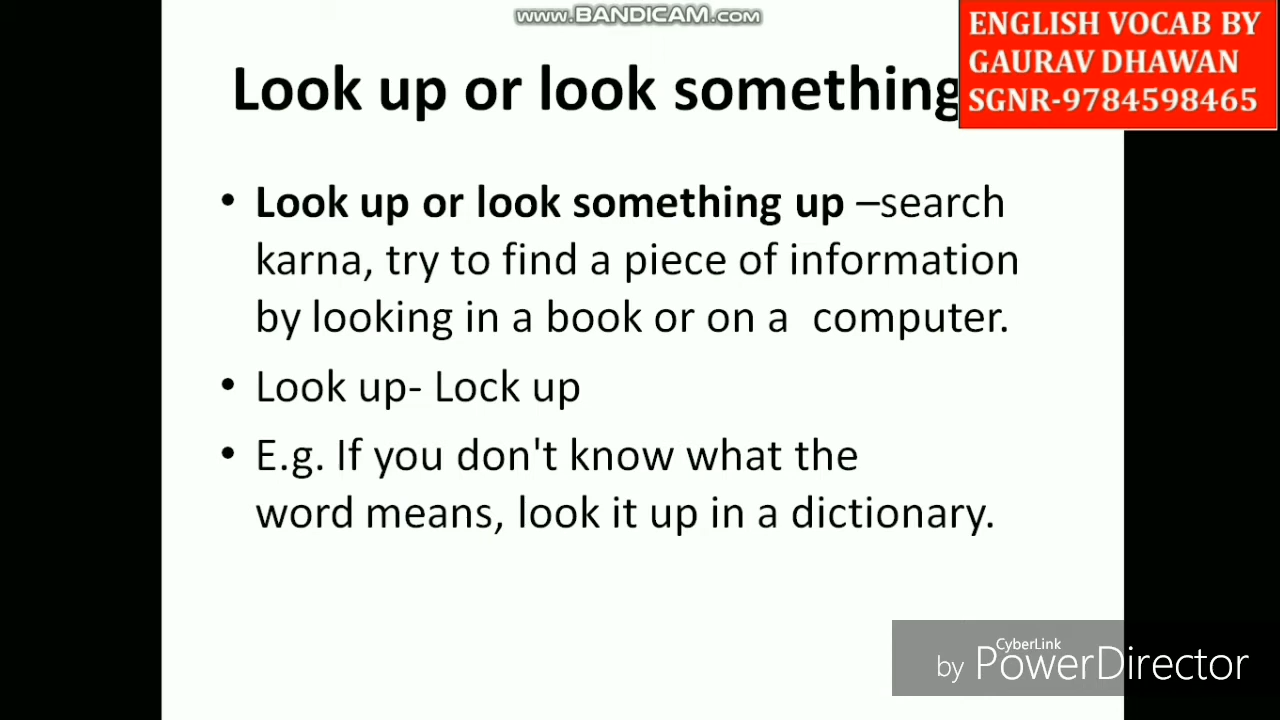 www.BANDICAM.com
ENGLISH VOCAB BY
GAURAV DHAWAN
SGNR-9784598465
Look up or look something
• Look up or look something up –search
karna, try to find a piece of information
by looking in a book or on a computer.
• Look up- Lock up
• E.g. If you don't know what the
word means, look it up in a dictionary.
CyberLink
by PowerDirector